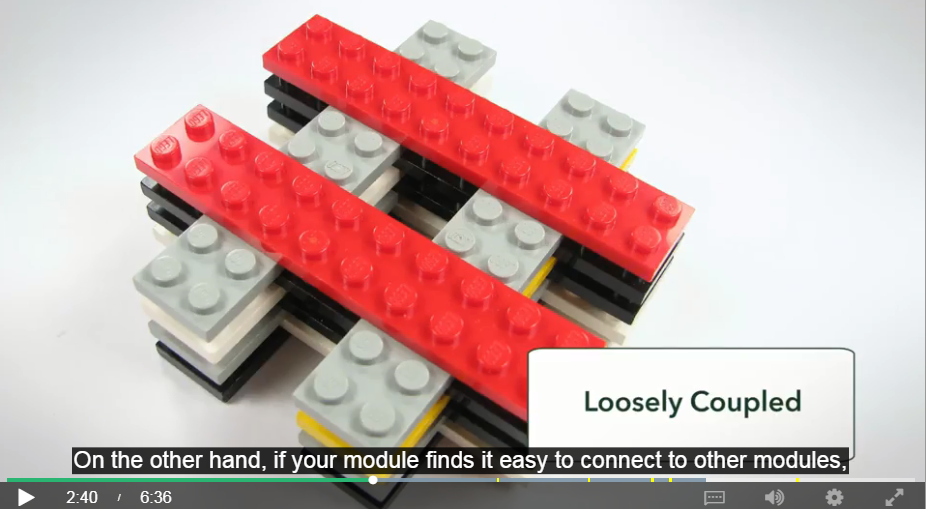 Loosely Coupled
On the other hand, if your module finds it easy to connect to other modules,
2:40 / 6:36